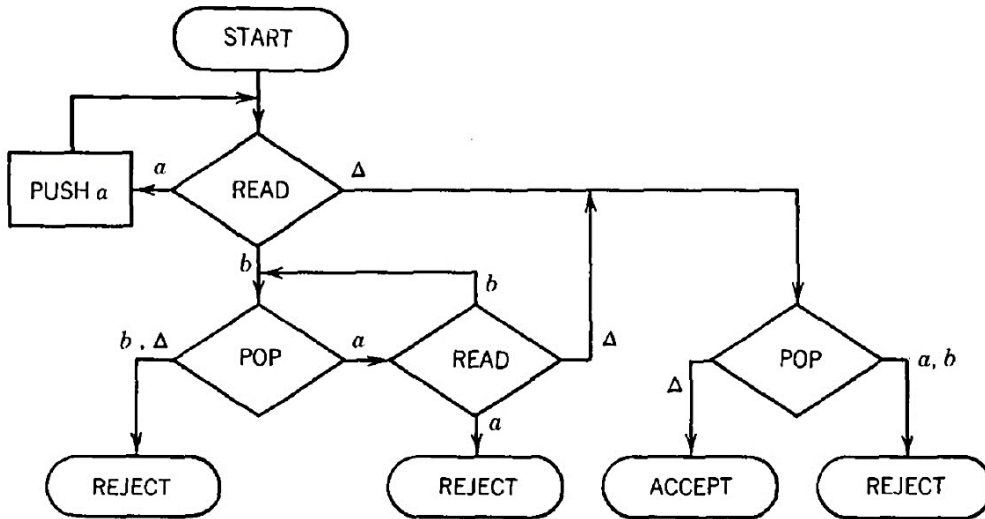 START
PUSH a
a
READ
Δ
b
b
b , Δ
POP
a
READ
Δ
POP
a, b
Δ
a
REJECT
REJECT
ACCEPT
REJECT